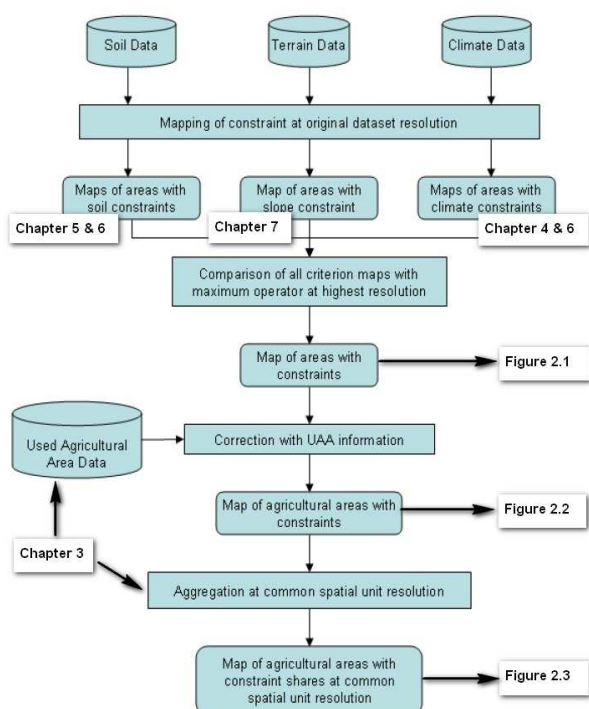 Soil Data
Terrain Data
Climate Data
Mapping of constraint at original dataset resolution
Maps of areas with
soil constraints
Map of areas with
slope constraint
Maps of areas with
climate constraints
Chapter 5 & 6
Chapter 7
Chapter 4 & 6
Comparison of all criterion maps with
maximum operator at highest resolution
Map of areas with
constraints
Figure 2.1
Used Agricultural
Area Data
Correction with UAA information
Map of agricultural areas with
constraints
Figure 2.2
Chapter 3
Aggregation at common spatial unit resolution
Map of agricultural areas with
constraint shares at common
spatial unit resolution
Figure 2.3